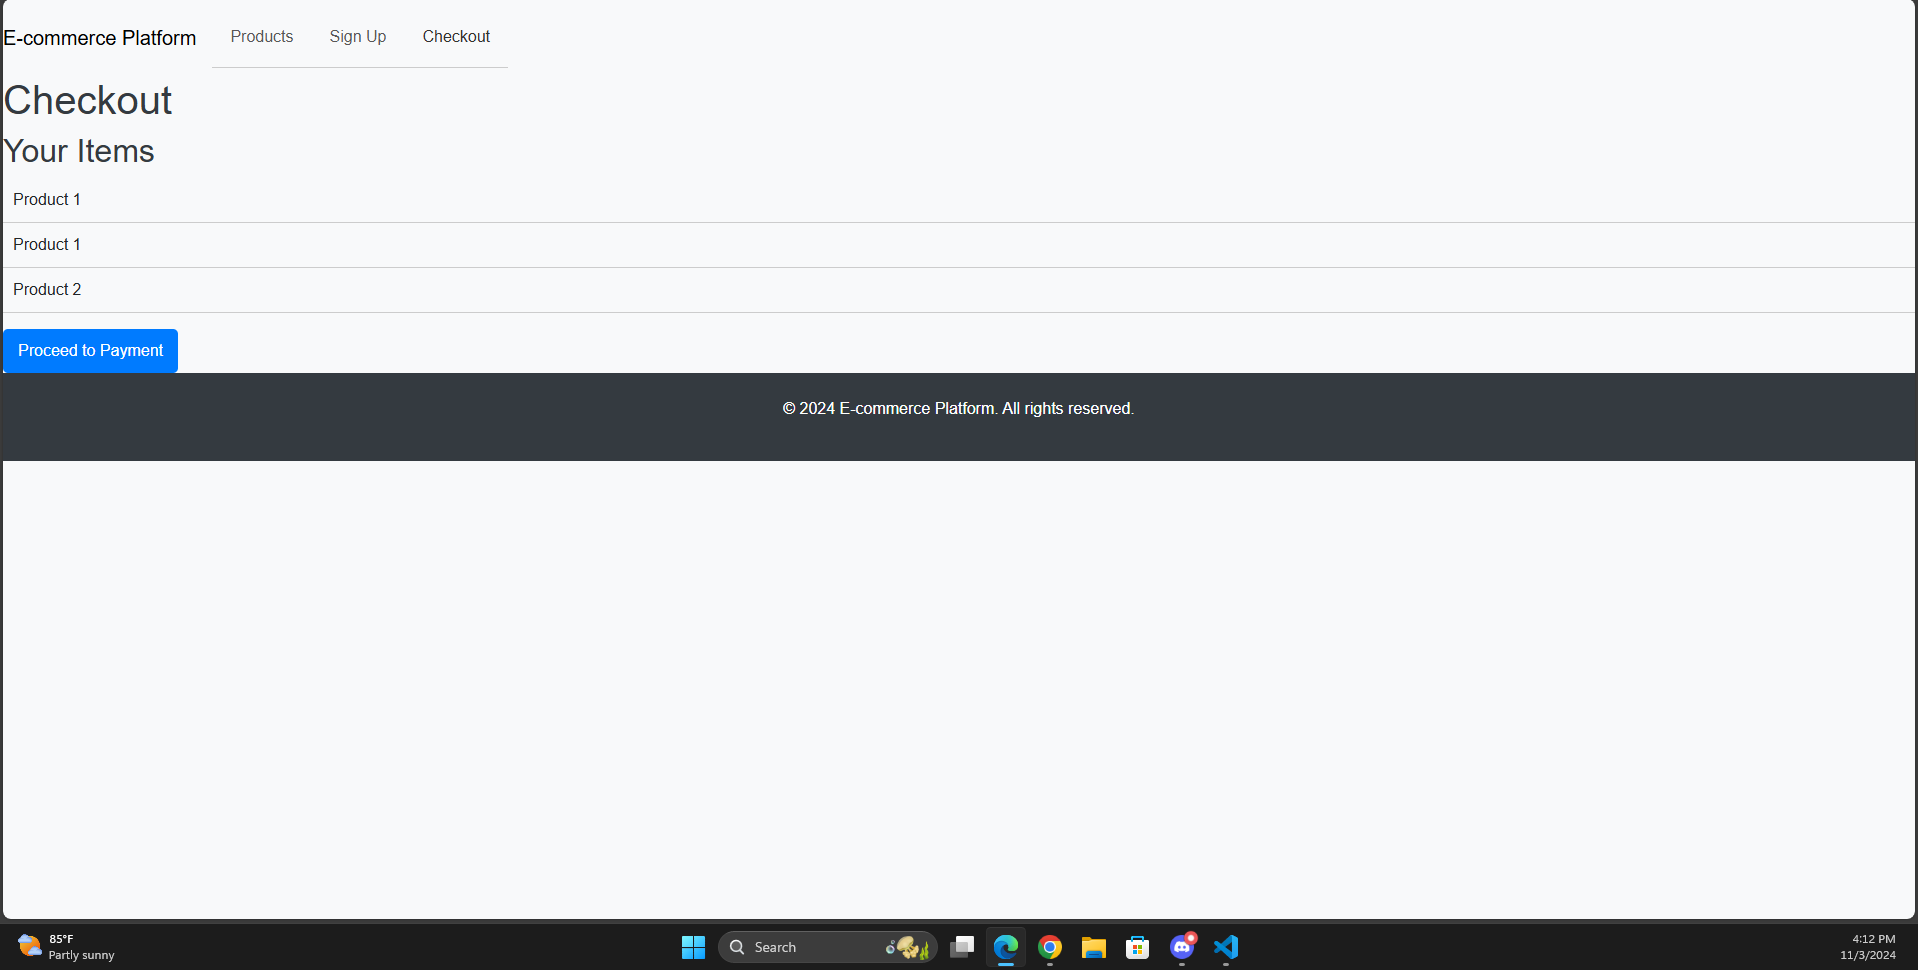 E-commerce Platform Products Sign Up Checkout
Checkout
Your Items
Product 1
Product 1
Product 2
Proceed to Payment
© 2024 E-commerce Platform. All rights reserved.
85°F
Partly sunny
Search
4:12 PM
11/3/2024